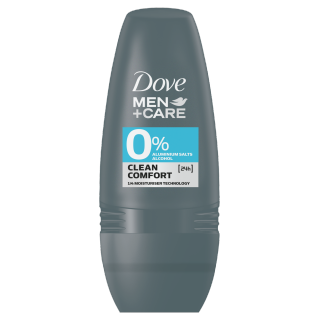 Dove
MEN
+CARE
0%
ALUMINIUM SALTS
ALCOHOL
CLEAN
COMFORT
[24h]
1/4 MOISTURISER TECHNOLOGY